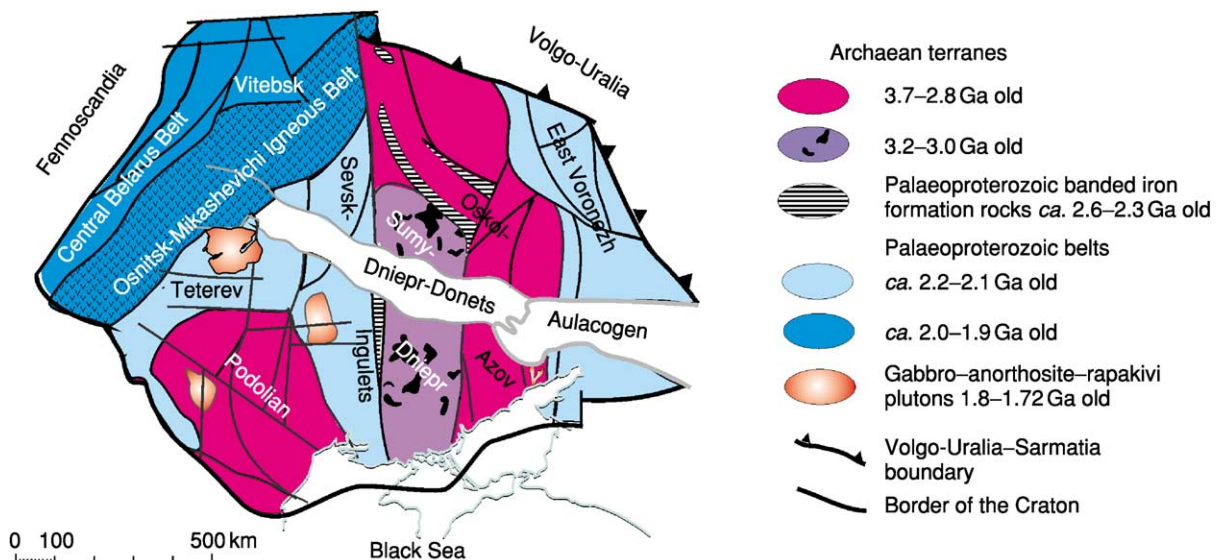 Fennoscandia
Volgo-Uralia
Vitebsk
Central Belarus Belt
Osnitsk-Mikashevichi Igneous Belt
Sevsk-
East Voronezh
Oskol-
Sumy-
Teterev
Dniepr-Donets
Aulacogen
Ingulets
Dniepr
Azov
Podolian
0 100 500 km
Black Sea
Archaean terranes
3.7–2.8 Ga old
3.2–3.0 Ga old
Palaeoproterozoic banded iron
formation rocks ca. 2.6–2.3 Ga old
Palaeoproterozoic belts
ca. 2.2–2.1 Ga old
ca. 2.0–1.9 Ga old
Gabbro–anorthosite–rapakivi
plutons 1.8–1.72 Ga old
Volgo-Uralia–Sarmatia
boundary
Border of the Craton